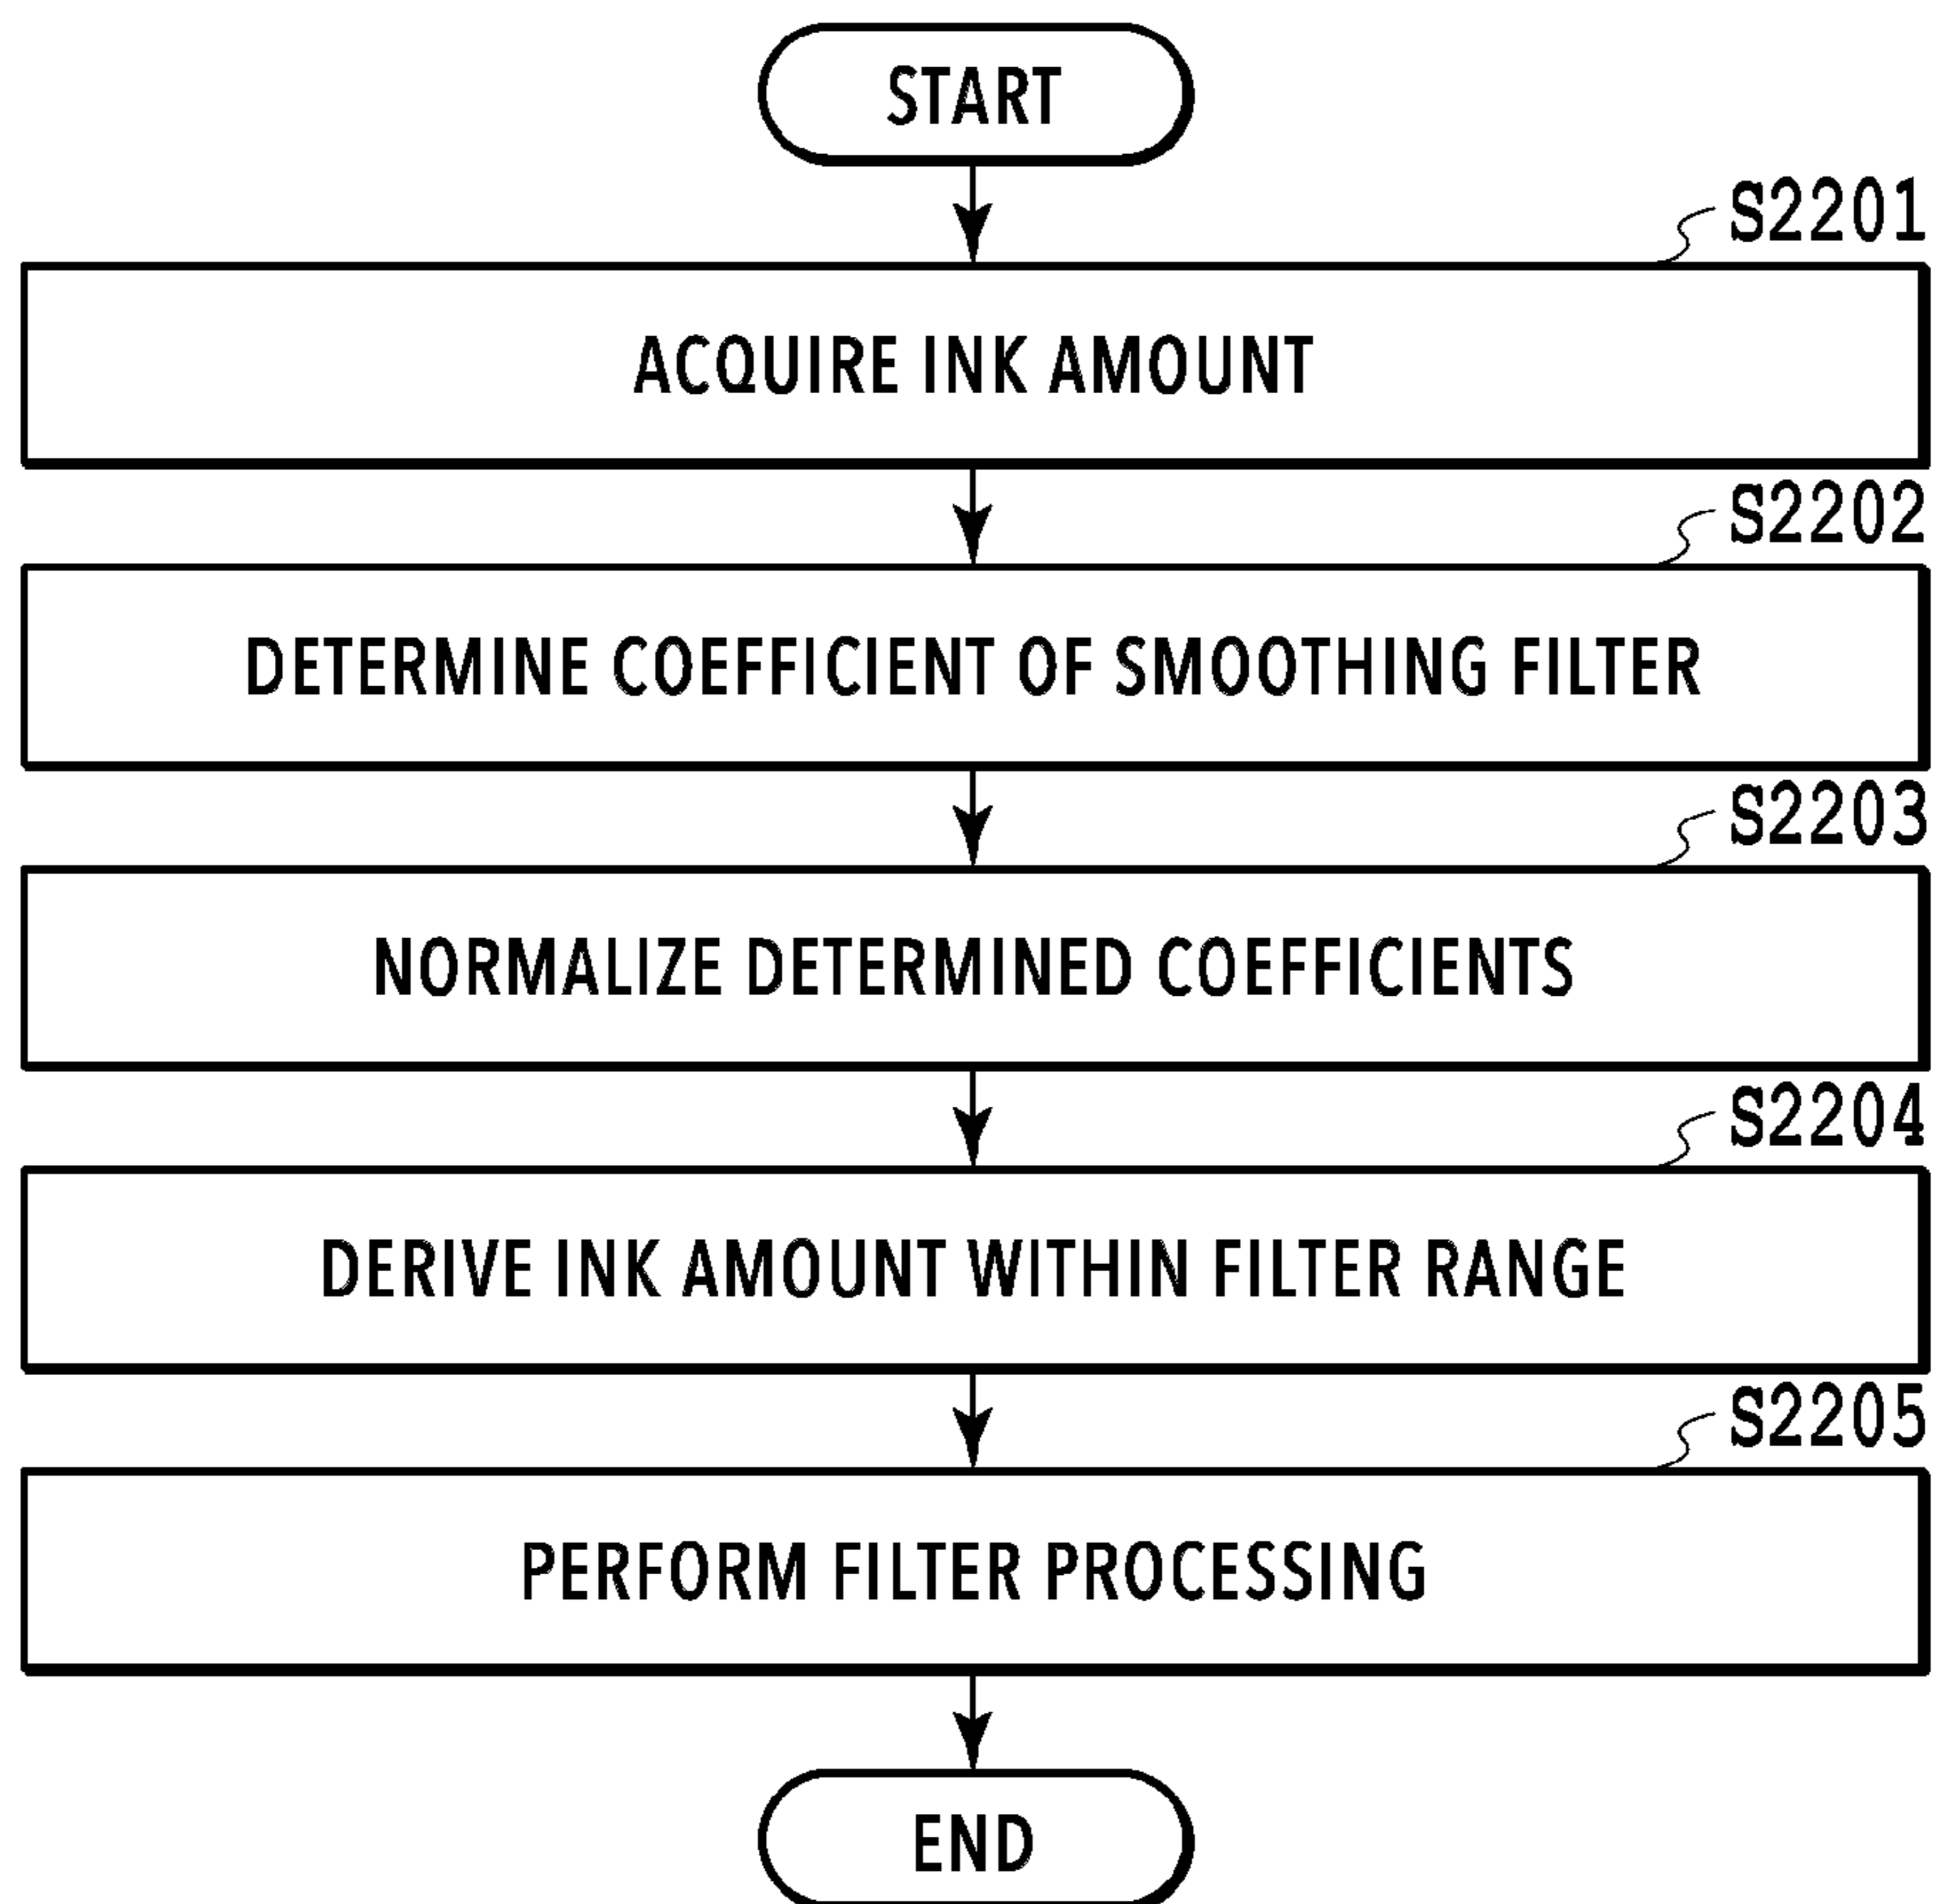 START
S2201
ACQUIRE INK AMOUNT
S2202
DETERMINE COEFFICIENT OF SMOOTHING FILTER
S2203
NORMALIZE DETERMINED COEFFICIENTS
S2204
DERIVE INK AMOUNT WITHIN FILTER RANGE
S2205
PERFORM FILTER PROCESSING
END